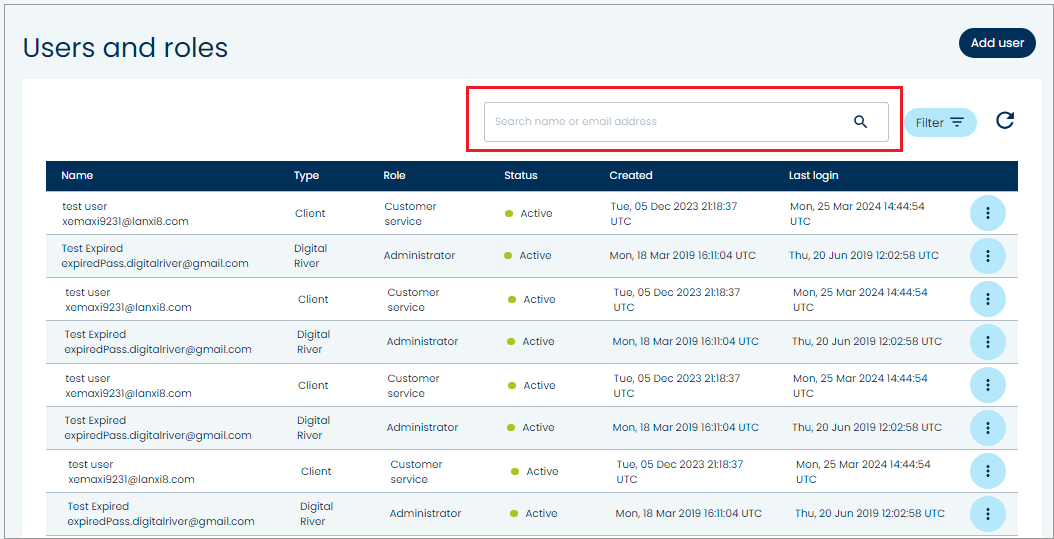 Users and roles
Add user
Search name or email address
Filter
Name Type Role Status Created Last login
test user
xemaxi9231@lanxi8.com
Client
Customer
service
Active
Tue, 05 Dec 2023 21:18:37
UTC
Mon, 25 Mar 2024 14:44:54
UTC
Test Expired
expiredPass.digitalriver@gmail.com
Digital
River
Administrator
Active
Mon, 18 Mar 2019 16:11:04 UTC
Thu, 20 Jun 2019 12:02:58 UTC
test user
xemaxi9231@lanxi8.com
Client
Customer
service
Active
Tue, 05 Dec 2023 21:18:37
UTC
Mon, 25 Mar 2024 14:44:54
UTC
Test Expired
expiredPass.digitalriver@gmail.com
Digital
River
Administrator
Active
Mon, 18 Mar 2019 16:11:04 UTC
Thu, 20 Jun 2019 12:02:58 UTC
test user
xemaxi9231@lanxi8.com
Client
Customer
service
Active
Tue, 05 Dec 2023 21:18:37
UTC
Mon, 25 Mar 2024 14:44:54
UTC
Test Expired
expiredPass.digitalriver@gmail.com
Digital
River
Administrator
Active
Mon, 18 Mar 2019 16:11:04 UTC
Thu, 20 Jun 2019 12:02:58 UTC
test user
xemaxi9231@lanxi8.com
Client
Customer
service
Active
Tue, 05 Dec 2023 21:18:37
UTC
Mon, 25 Mar 2024 14:44:54
UTC
Test Expired
expiredPass.digitalriver@gmail.com
Digital
River
Administrator
Active
Mon, 18 Mar 2019 16:11:04 UTC
Thu, 20 Jun 2019 12:02:58 UTC